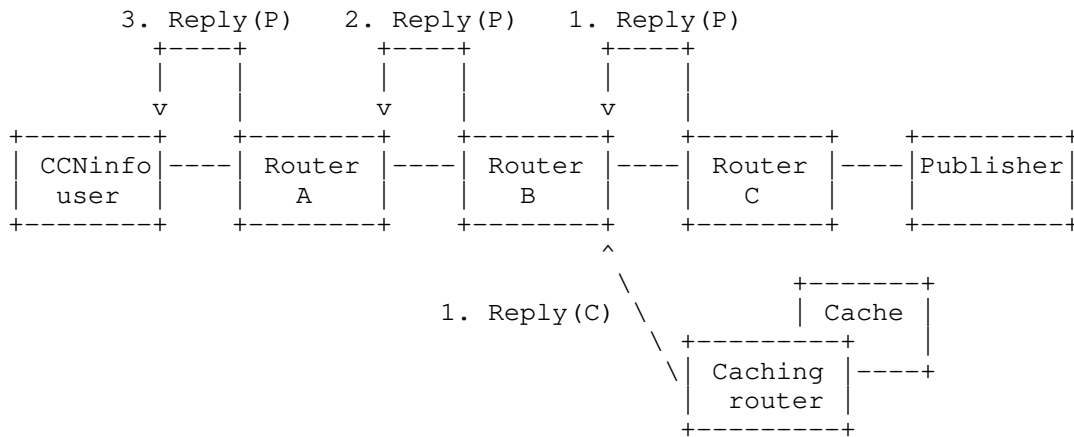 3. Reply(P) 2. Reply(P) 1. Reply(P)
CCNinfo Router Router Router Publisher
user A B C
Cache
1. Reply(C)
Caching
router